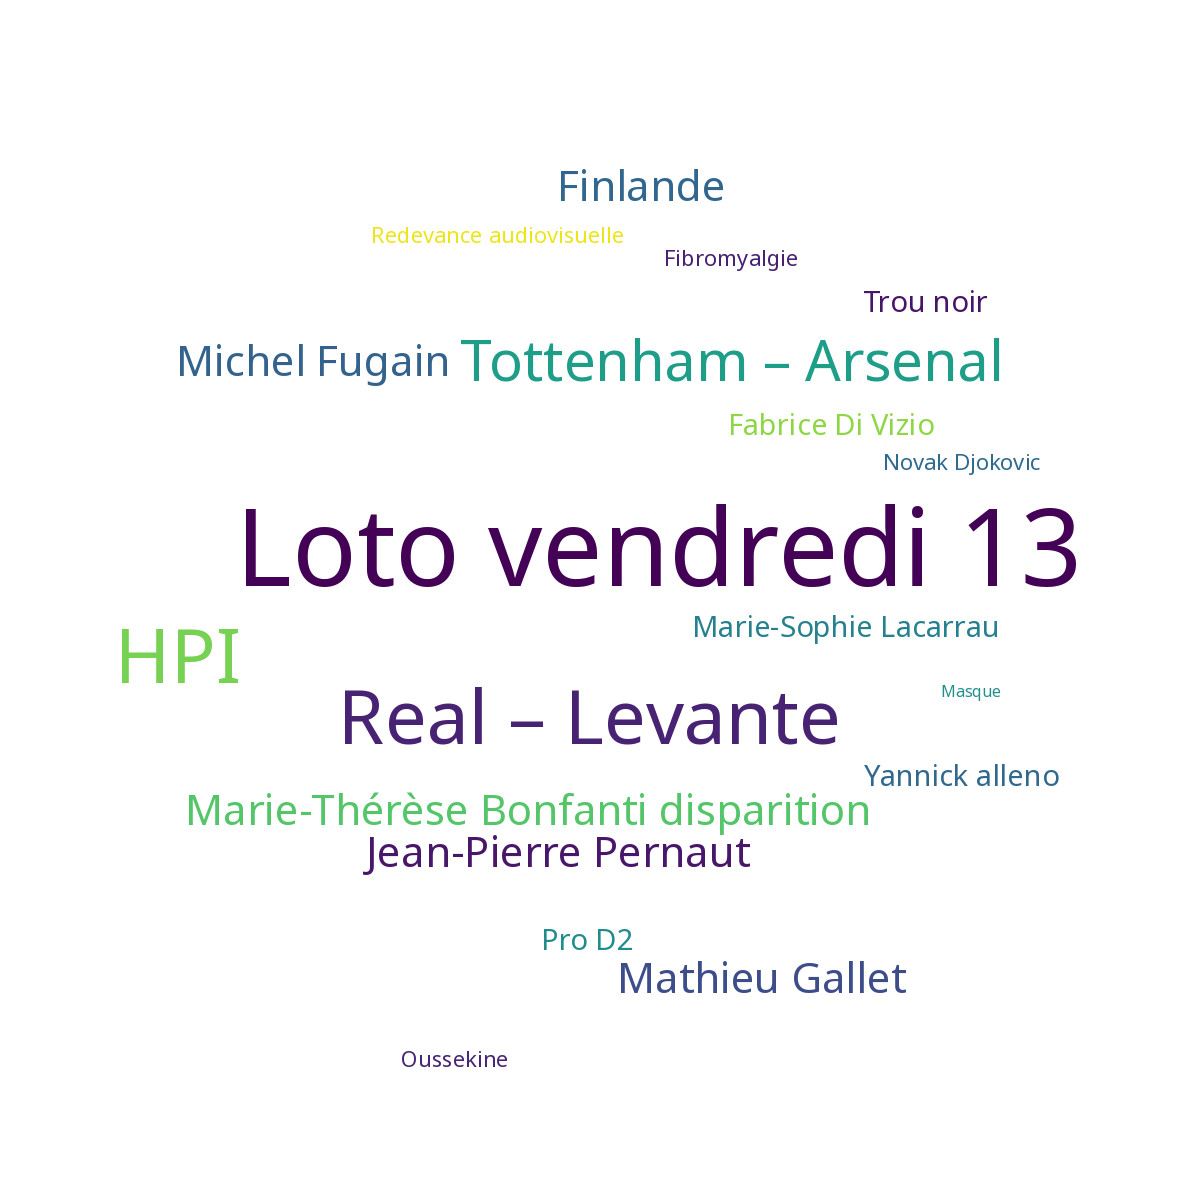 Finlande
Redevance audiovisuelle
Fibromyalgie
Trou noir
Michel Fugain
Tottenham – Arsenal
Fabrice Di Vizio
Novak Djokovic
Loto vendredi 13
Marie-Sophie Lacarrau
HPI
Masque
Real – Levante
Yannick alleno
Marie-Thérèse Bonfanti disparition
Jean-Pierre Pernaut
Pro D2
Mathieu Gallet
Oussekine